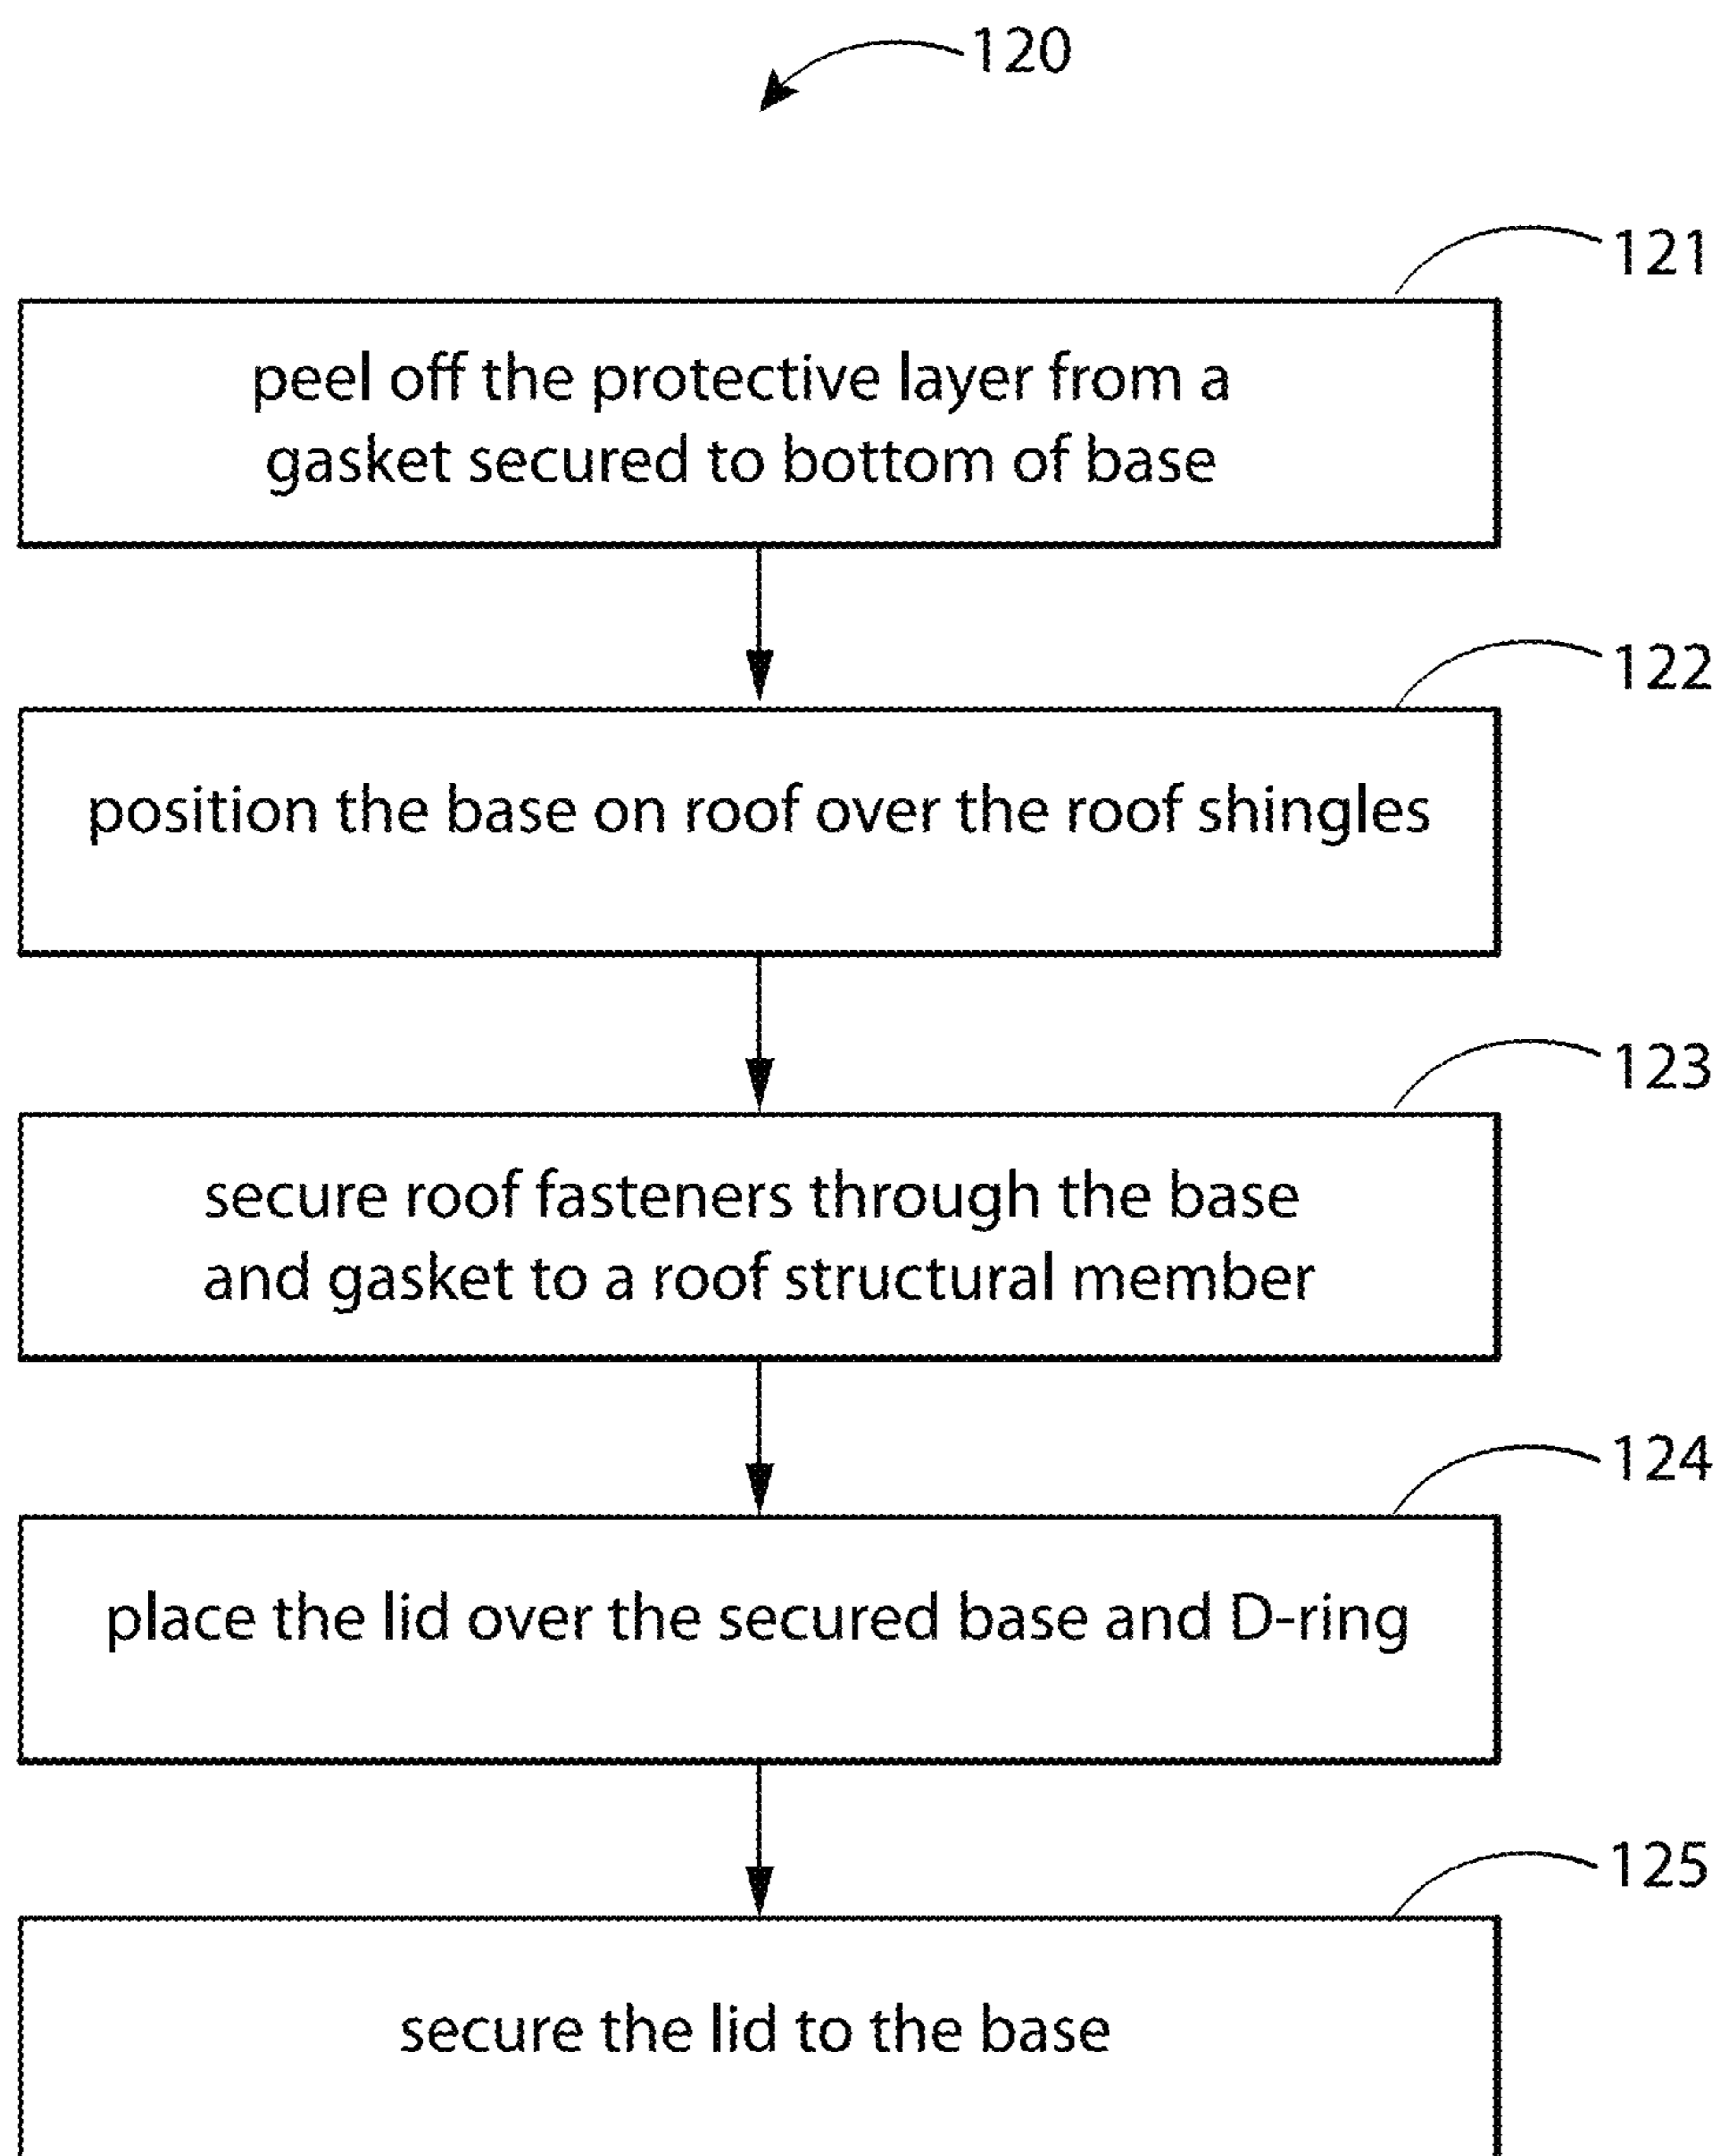 120
121
peel off the protective layer from a
gasket secured to bottom of base
122
position the base on roof over the roof shingles
123
secure roof fasteners through the base
and gasket to a roof structural member
124
place the lid over the secured base and D-ring
125
secure the lid to the base